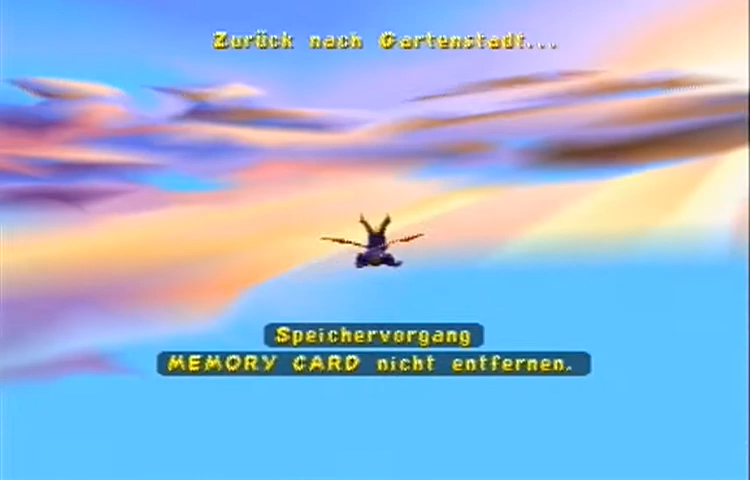 Zurück nach Gartenstadt...
Speichervorgang
MEMORY CARD nicht entfernen.